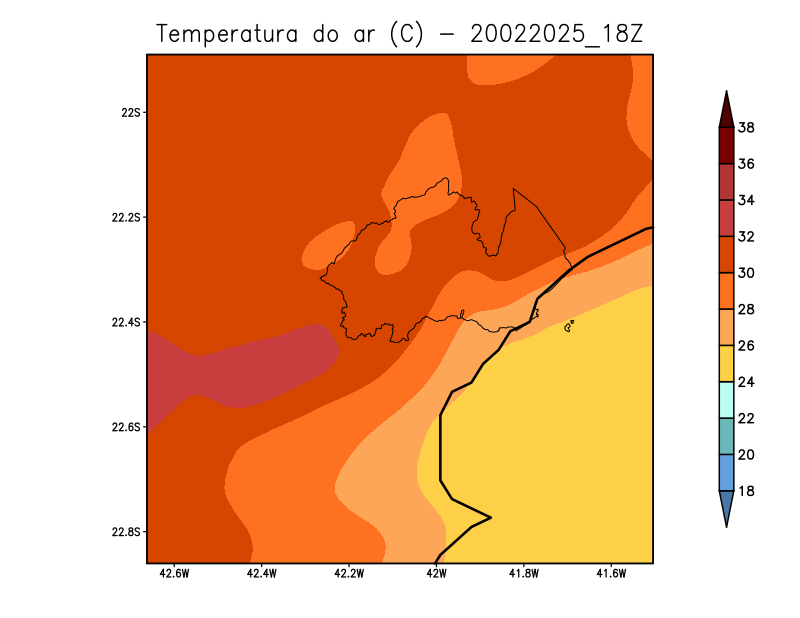 Temperatura do ar (C) - 20022025_18Z
22S
22.2S
22.4S
22.6S
22.8S
42.6W
42.4W
42.2W
42W
41.8W
41.6W
38
36
34
32
30
28
26
24
22
20
18